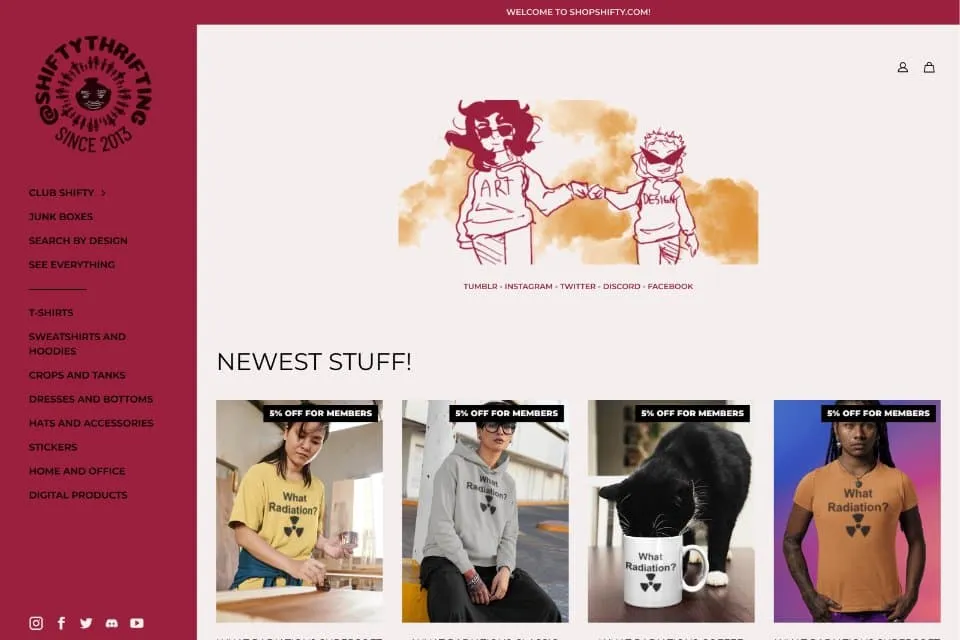 WELCOME TO SHOPSHIFTY.COM!
@SHIFTYTHRIFTING
SINCE 2013
CLUB SHIFTY
JUNK BOXES
SEARCH BY DESIGN
SEE EVERYTHING
T-SHIRTS
SWEATSHIRTS AND
HOODIES
CROPS AND TANKS
DRESSES AND BOTTOMS
HATS AND ACCESSORIES
STICKERS
HOME AND OFFICE
DIGITAL PRODUCTS
ART
DESIGN
TUMBLR - INSTAGRAM - TWITTER - DISCORD - FACEBOOK
NEWEST STUFF!
5% OFF FOR MEMBERS
What
Radiation?
5% OFF FOR MEMBERS
What
Radiation?
5% OFF FOR MEMBERS
What
Radiation?
5% OFF FOR MEMBERS
What
Radiation?